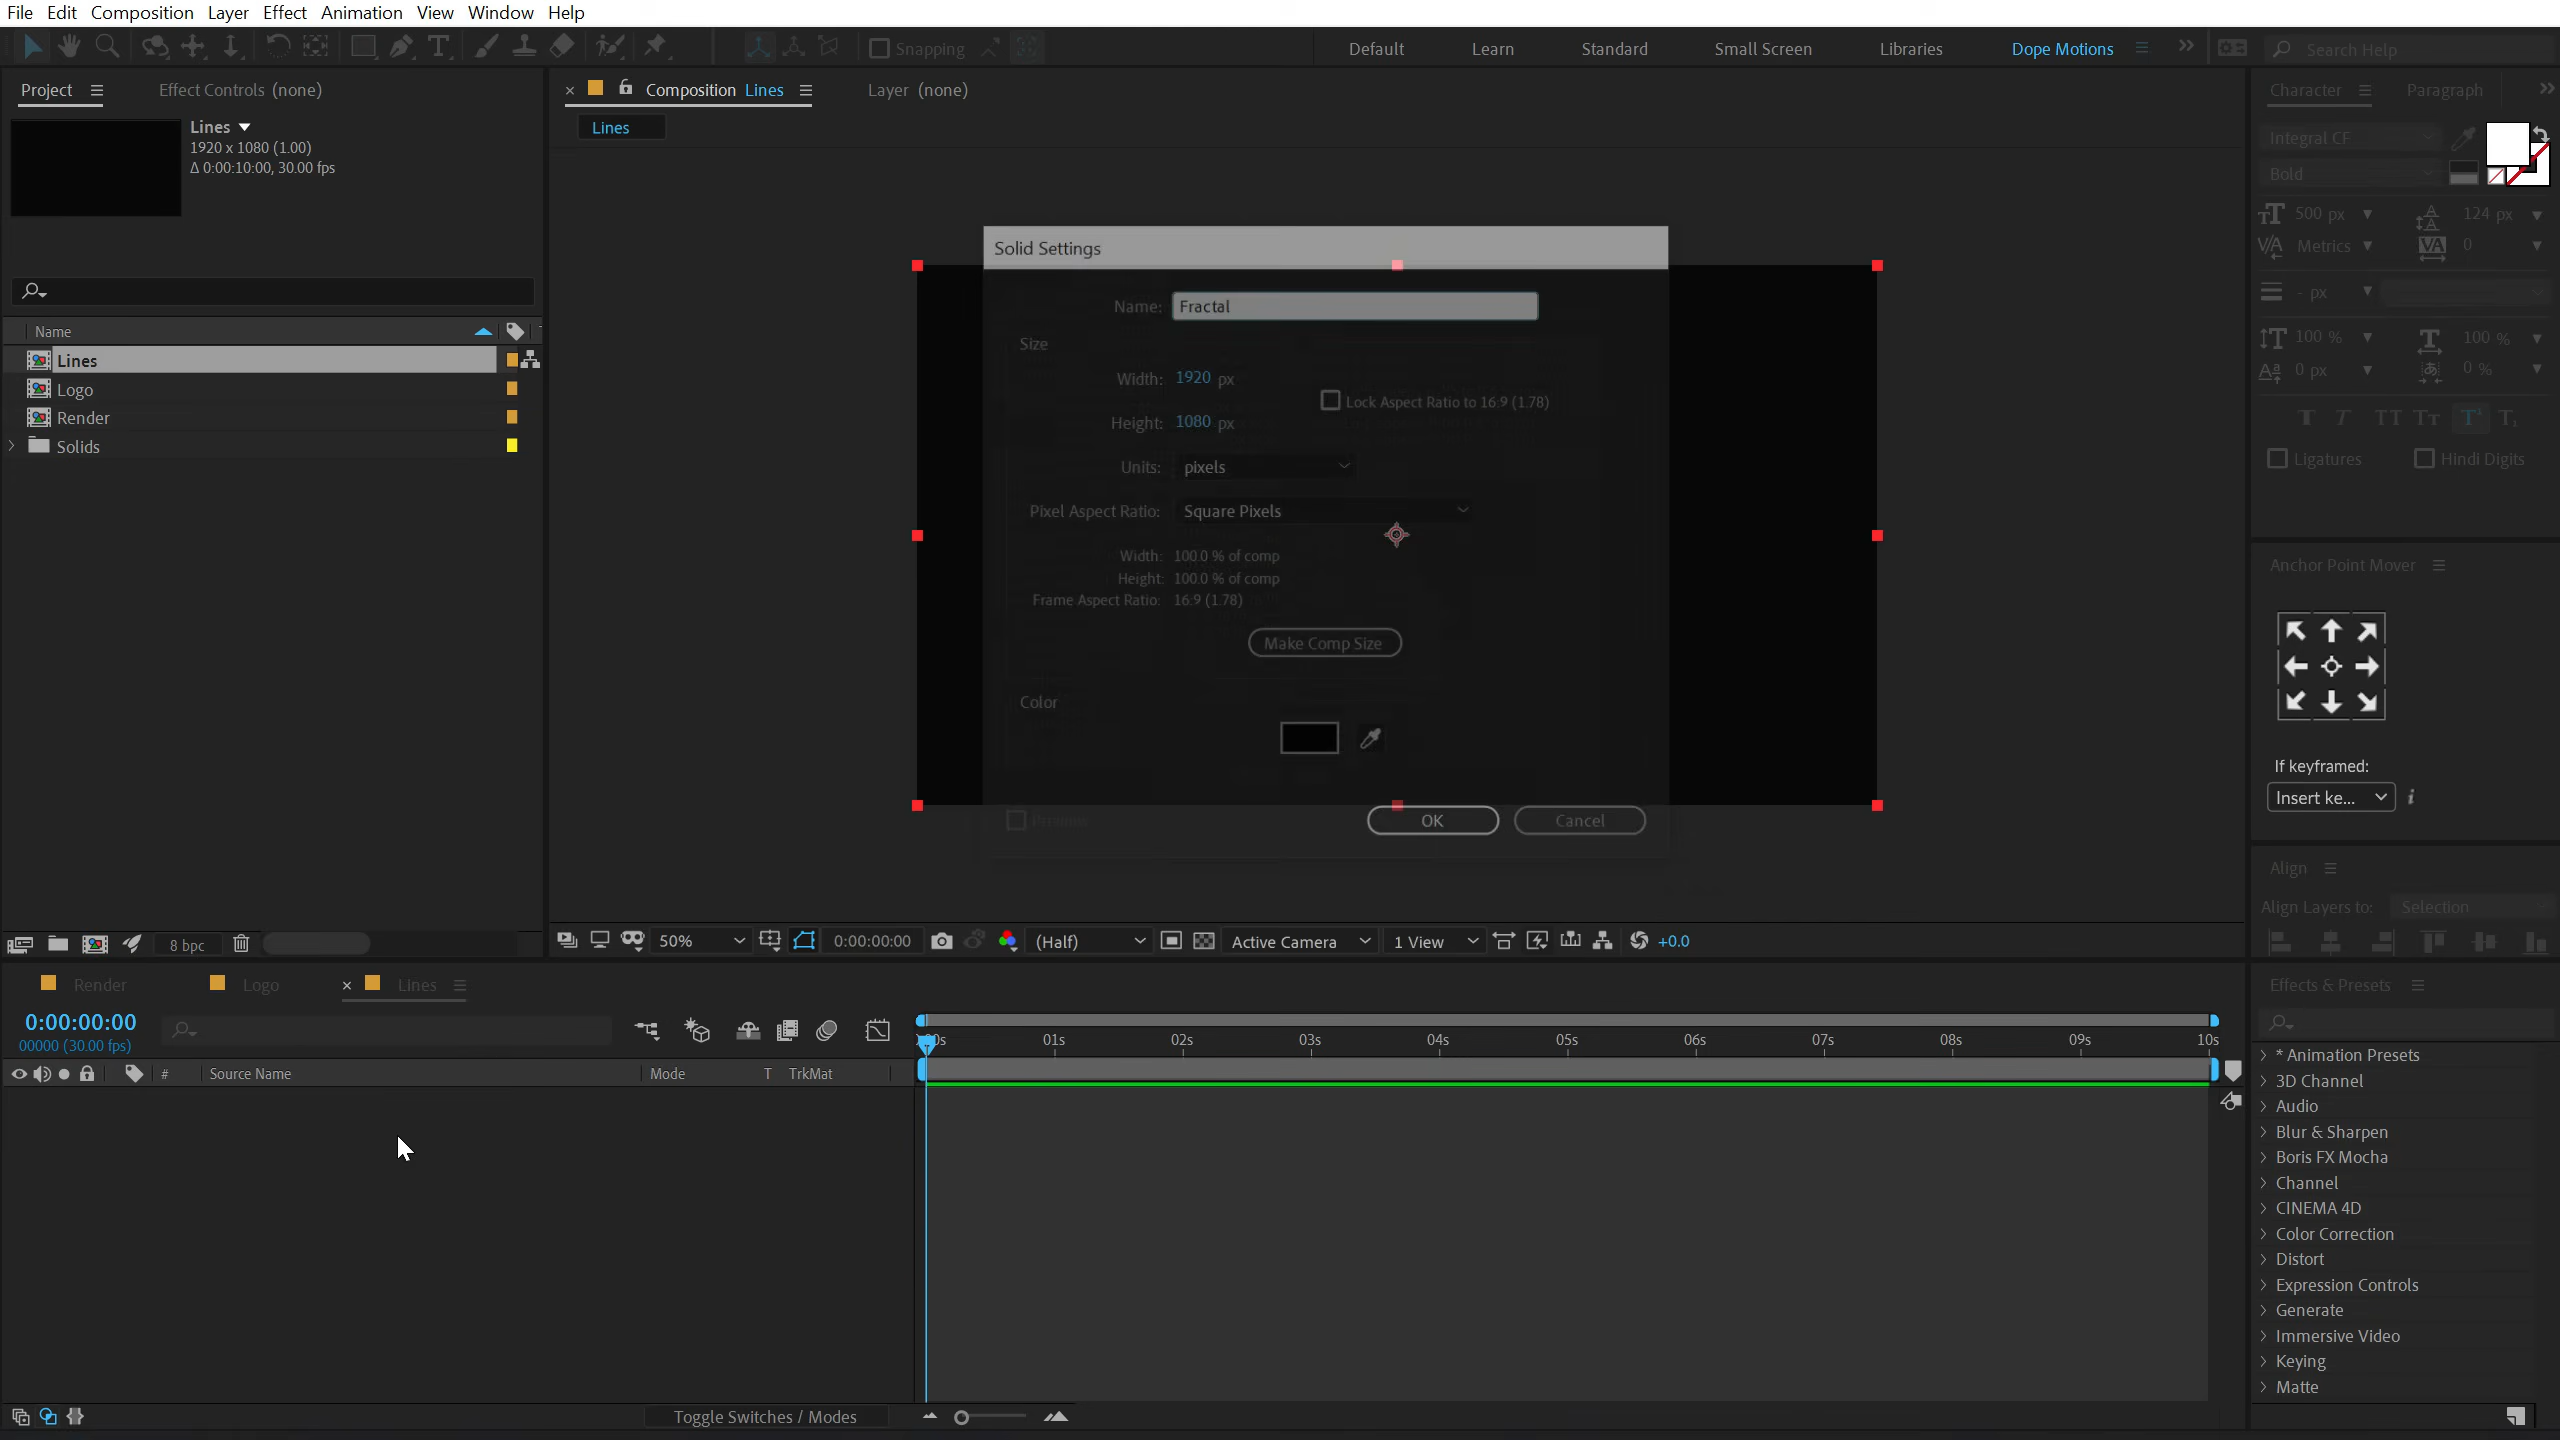 File Edit Composition Layer Effect Animation View Window Help
Snapping
Default Learn Standard Small Screen Libraries Dope Motions
Search Help
Project Effect Controls (none)
Lines
1920 x 1080 (1.00)
Δ 0:00:10:00, 30.00 fps
Name
Lines
Logo
Render
Solids
8 bpc
Composition Lines Layer (none)
Lines
Solid Settings
Name: Fractal
Size
Width: 1920 px
Lock Aspect Ratio to 16:9 (1.78)
Height: 1080 px
Units: pixels
Pixel Aspect Ratio: Square Pixels
Width: 100.0 % of comp
Height: 100.0 % of comp
Frame Aspect Ratio: 16:9 (1.78)
Make Comp Size
Color
Preview
OK Cancel
50% 0:00:00:00 (Half) Active Camera 1 View +0.0
Character Paragraph
Integral CF
Bold
500 px 124 px
Metrics 0
- px
100 % 100 %
0 px 0 %
Ligatures Hindi Digits
Anchor Point Mover
If keyframed:
Insert ke...
Align
Align Layers to: Selection
Render Logo Lines
0:00:00:00
00000 (30.00 fps)
# Source Name Mode T TrkMat
01s 02s 03s 04s 05s 06s 07s 08s 09s 10s
Toggle Switches / Modes
Effects & Presets
* Animation Presets
3D Channel
Audio
Blur & Sharpen
Boris FX Mocha
Channel
CINEMA 4D
Color Correction
Distort
Expression Controls
Generate
Immersive Video
Keying
Matte